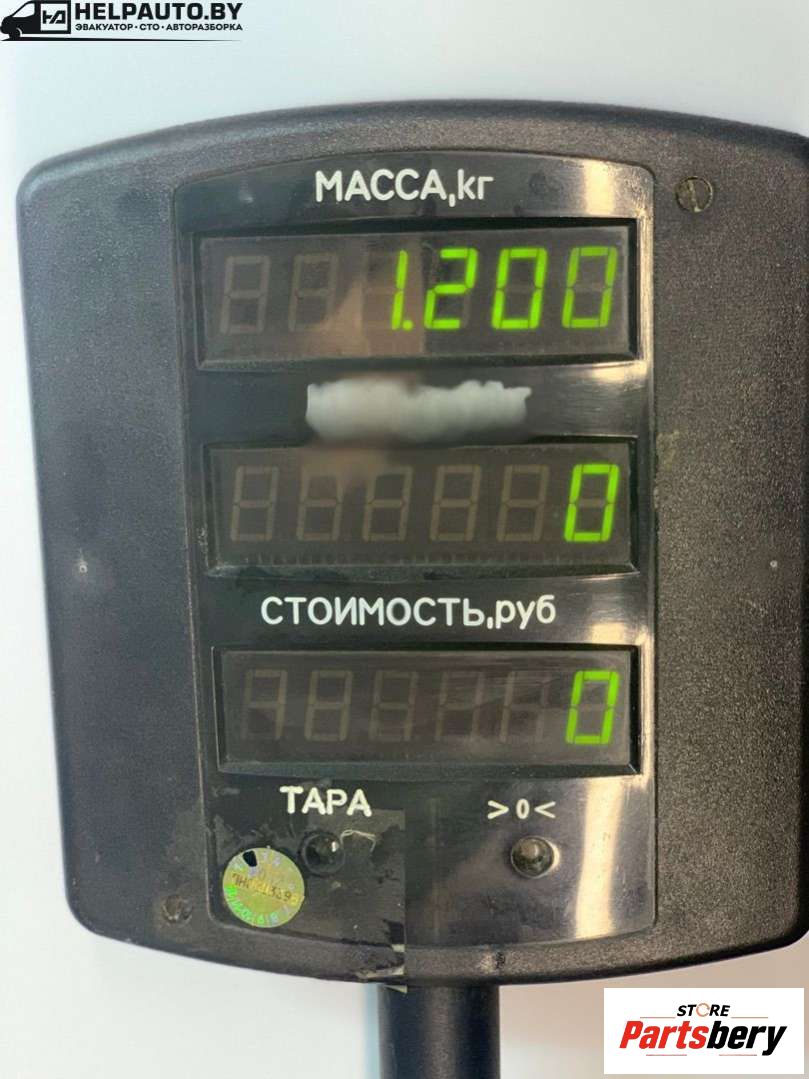 HELPAUTO.BY
ЭВАКУАТОР • СТО • АВТОРАЗБОРКА
МАССА,кг
1.200
0
СТОИМОСТЬ,руб
0
ТАРА >0<
STORE
Partsbery